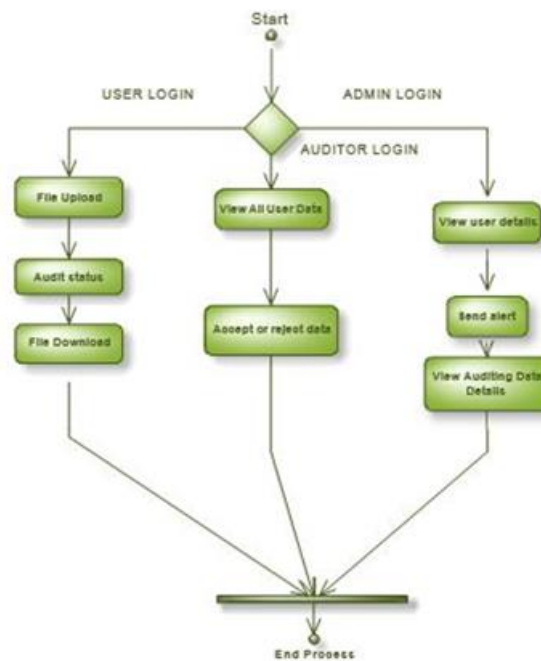 Start
USER LOGIN
ADMIN LOGIN
AUDITOR LOGIN
File Upload
View All User Data
View user details
Audit status
Send alert
File Download
Accept or reject data
View Auditing Data
Details
End Process